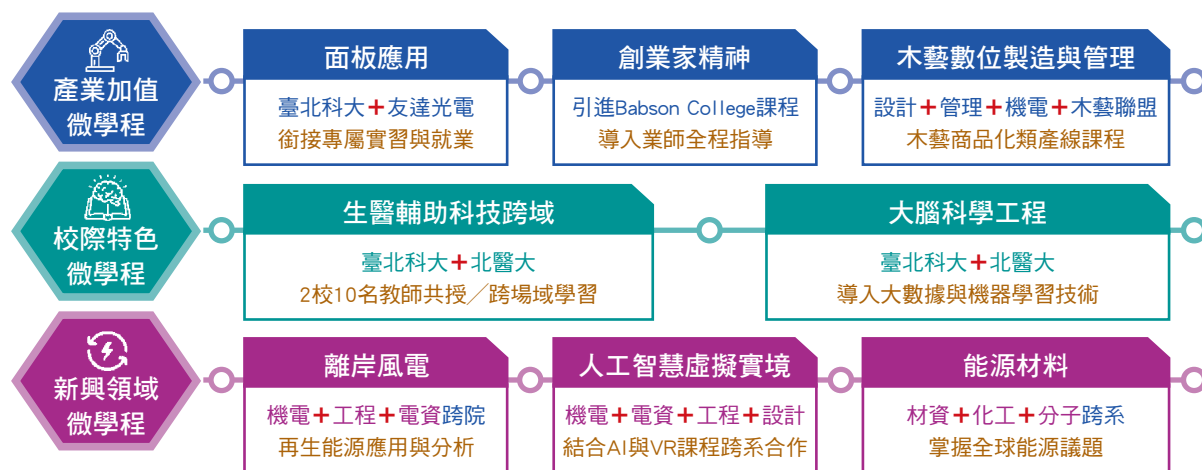 產業加值
微學程
面板應用
臺北科大+友達光電
銜接專屬實習與就業
創業家精神
引進Babson College課程
導入業師全程指導
木藝數位製造與管理
設計+管理+機電+木藝聯盟
木藝商品化類產線課程
校際特色
微學程
生醫輔助科技跨域
臺北科大+北醫大
2校10名教師共授／跨場域學習
大腦科學工程
臺北科大+北醫大
導入大數據與機器學習技術
新興領域
微學程
離岸風電
機電+工程+電資跨院
再生能源應用與分析
人工智慧虛擬實境
機電+電資+工程+設計
結合AI與VR課程跨系合作
能源材料
材資+化工+分子跨系
掌握全球能源議題